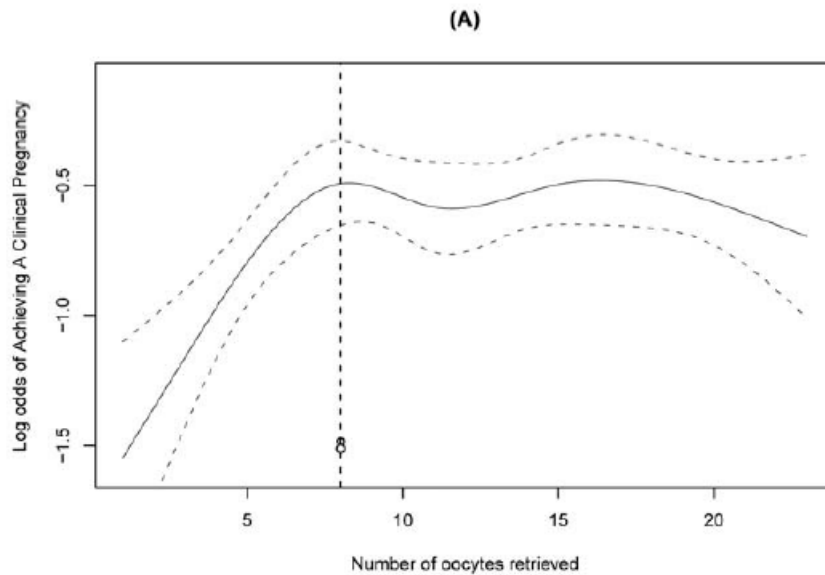 (A)
Log odds of Achieving A Clinical Pregnancy
−0.5
−1.0
−1.5
8
5 10 15 20
Number of oocytes retrieved